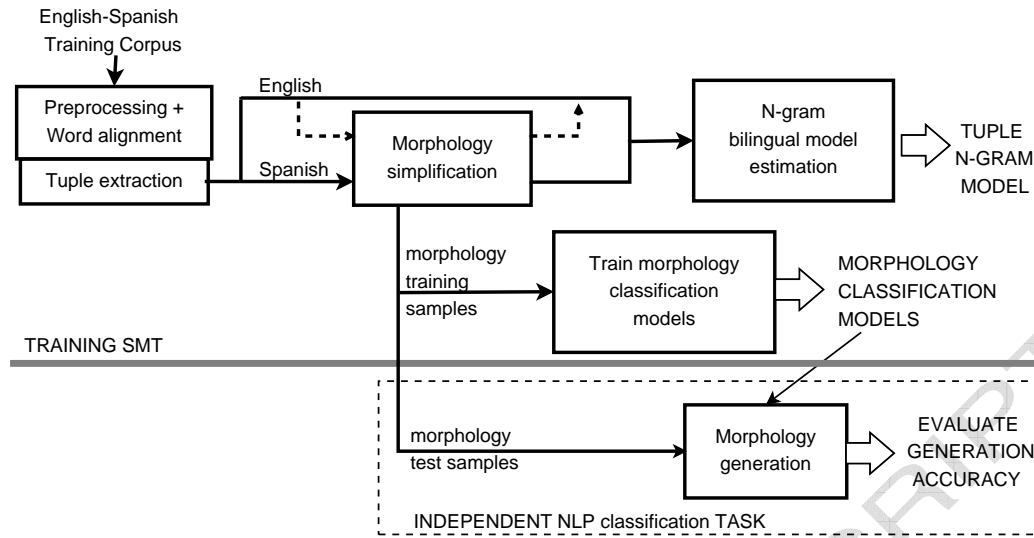 English-Spanish
Training Corpus
Preprocessing +
Word alignment
Tuple extraction
English
Spanish
Morphology
simplification
N-gram
bilingual model
estimation
TUPLE
N-GRAM
MODEL
morphology
training
samples
Train morphology
classification
models
MORPHOLOGY
CLASSIFICATION
MODELS
TRAINING SMT
morphology
test samples
Morphology
generation
EVALUATE
GENERATION
ACCURACY
INDEPENDENT NLP classification TASK